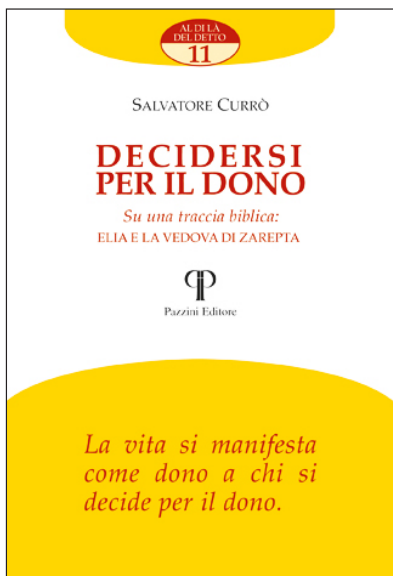 AL DI LÀ
DEL DETTO
11
SALVATORE CURRÒ
DECIDERSI
PER IL DONO
Su una traccia biblica:
ELIA E LA VEDOVA DI ZAREPTA
Pazzini Editore
La vita si manifesta
come dono a chi si
decide per il dono.